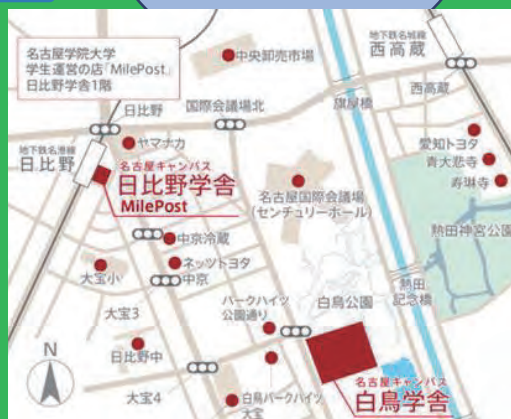 名古屋学院大学
学生運営の店「MilePost」
日比野学舎1階
中央卸売市場
地下鉄名城線
西高蔵
日比野
国際会議場北
旗屋橋
西高蔵
地下鉄名港線
日比野
ヤマナカ
愛知トヨタ
青大悲寺
寿琳寺
名古屋キャンパス
日比野学舎
MilePost
名古屋国際会議場
(センチュリーホール)
熱田神宮公園
中京冷蔵
ネッツトヨタ
中京
大宝小
大宝3
熱田
記念橋
白鳥公園
パークハイツ
公園通り
日比野中
N
大宝4
白鳥パークハイツ
大宝
名古屋キャンパス
白鳥学舎